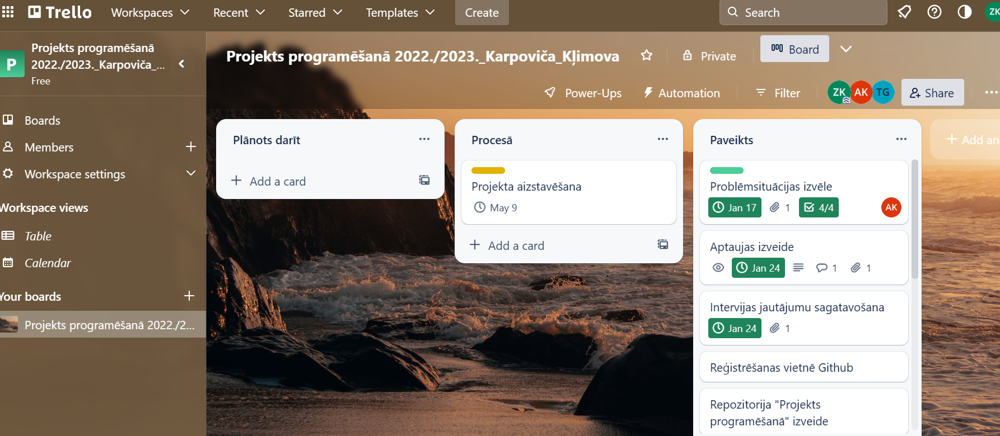 Trello Workspaces Recent Starred Templates Create Search ZK
P
Projekts programēšanā
2022./2023._Karpoviča_...
Free
Boards
Members
Workspace settings
Workspace views
Table
Calendar
Your boards
Projekts programēšanā 2022./2...
Projekts programēšanā 2022./2023._Karpoviča_Kļimova Private Board
Power-Ups Automation Filter ZK AK TG Share
Plānots darīt
Add a card
Procesā
Projekta aizstavēšana
May 9
Add a card
Paveikts
Problēmsituācijas izvēle
Jan 17 1 4/4 AK
Aptaujas izveide
Jan 24 1 1
Intervijas jautājumu sagatavošana
Jan 24 1
Reģistrēšanas vietnē Github
Repozitorija "Projekts
programēšanā" izveide
Add an